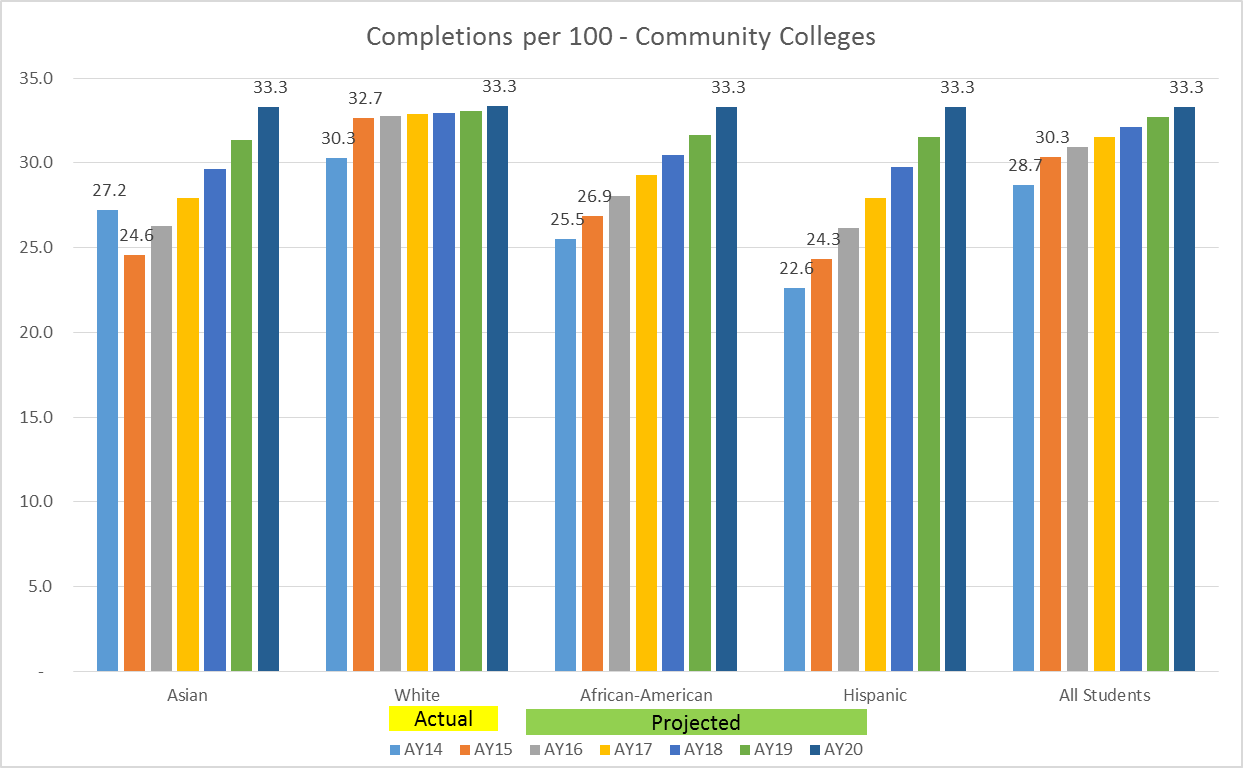 Completions per 100 - Community Colleges
35.0
30.0
25.0
20.0
15.0
10.0
5.0
-
27.2
24.6
33.3
30.3
32.7
33.3
25.5
26.9
33.3
22.6
24.3
33.3
28.7
30.3
33.3
Asian
White
African-American
Hispanic
All Students
Actual
Projected
AY14 AY15 AY16 AY17 AY18 AY19 AY20